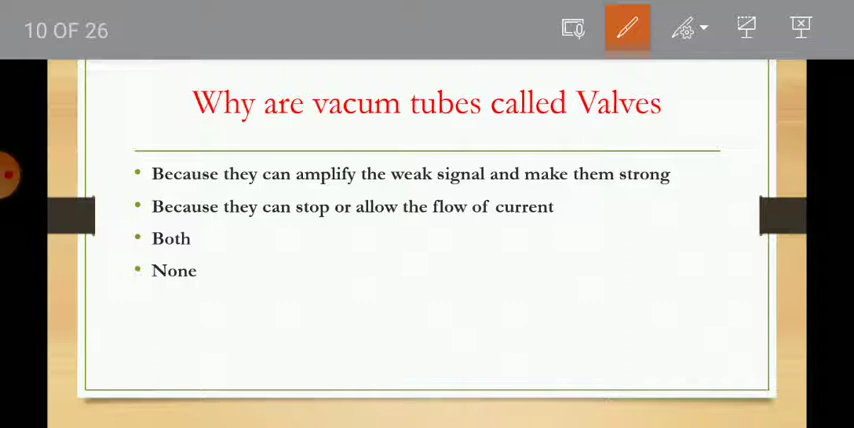 10 OF 26
Why are vacum tubes called Valves
• Because they can amplify the weak signal and make them strong
• Because they can stop or allow the flow of current
• Both
• None